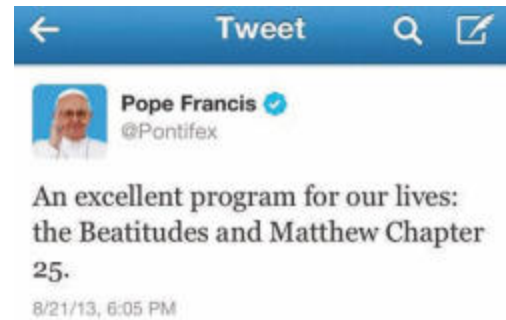 Tweet
Pope Francis
@Pontifex
An excellent program for our lives:
the Beatitudes and Matthew Chapter
25.
8/21/13, 6:05 PM